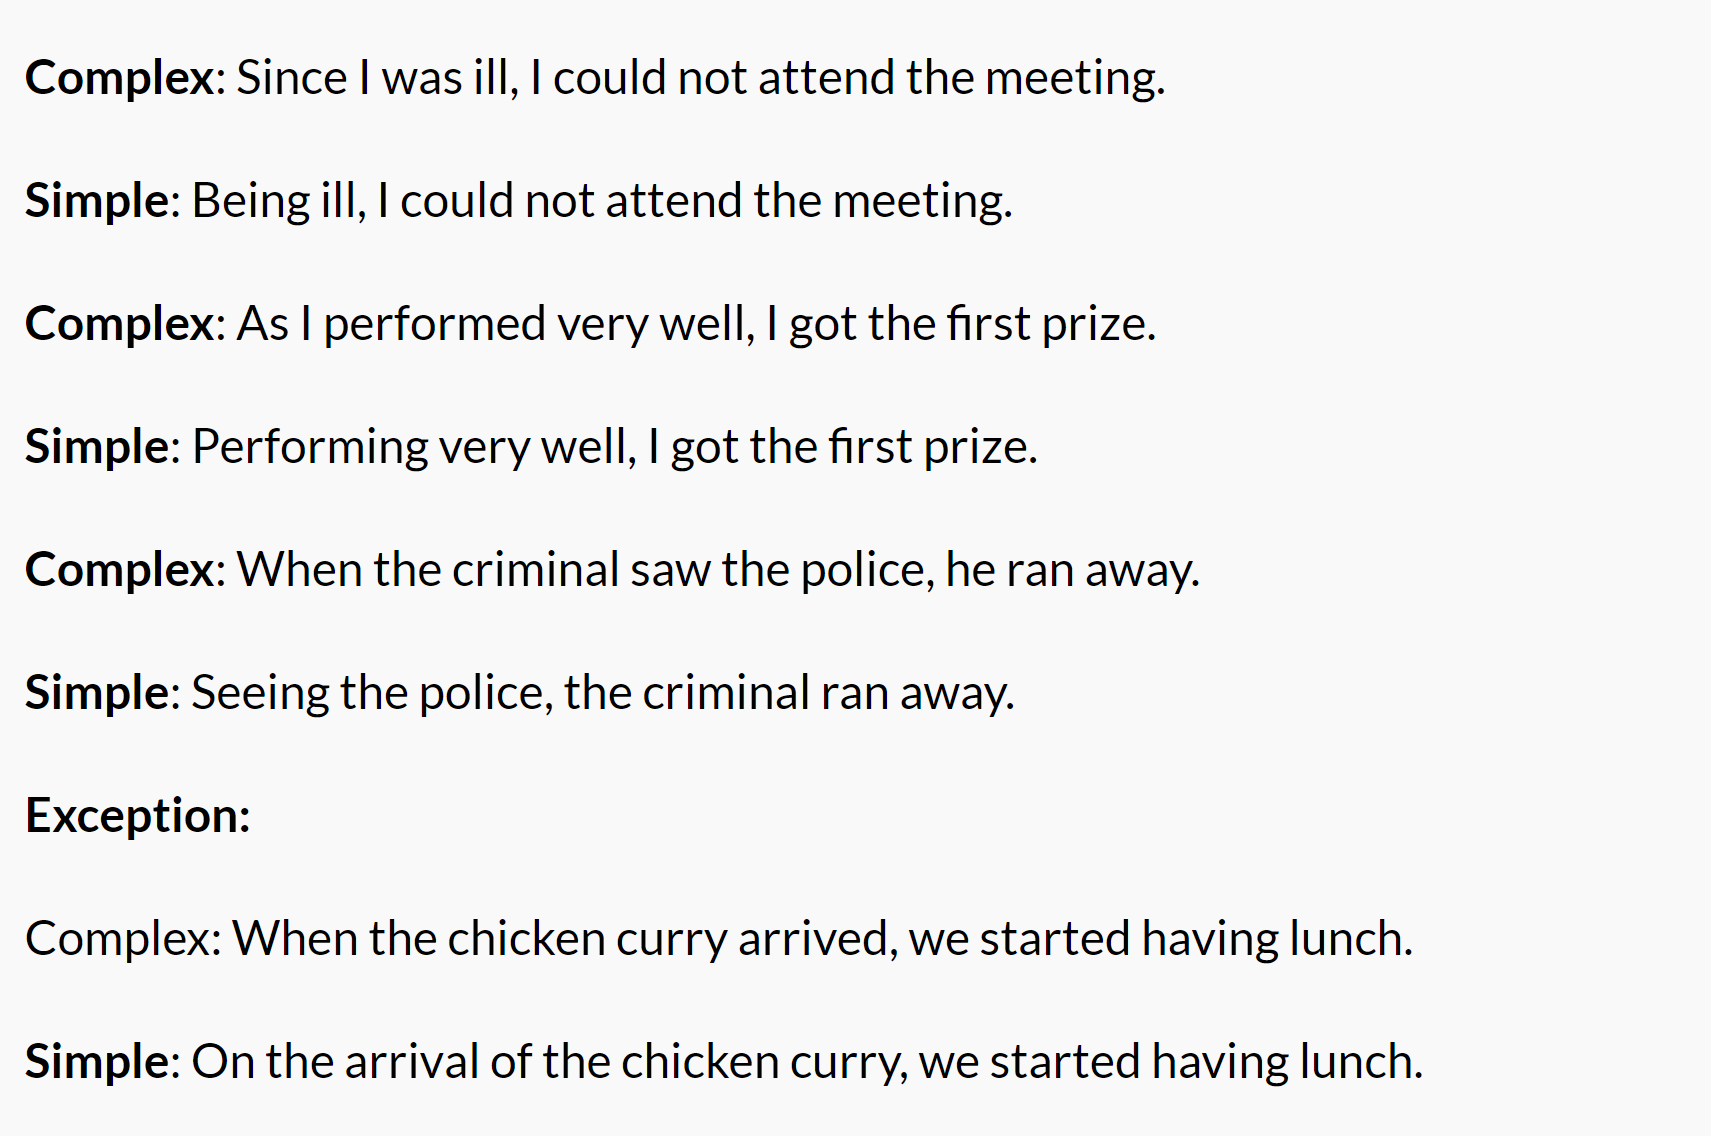 Complex: Since I was ill, I could not attend the meeting.
Simple: Being ill, I could not attend the meeting.
Complex: As I performed very well, I got the first prize.
Simple: Performing very well, I got the first prize.
Complex: When the criminal saw the police, he ran away.
Simple: Seeing the police, the criminal ran away.
Exception:
Complex: When the chicken curry arrived, we started having lunch.
Simple: On the arrival of the chicken curry, we started having lunch.